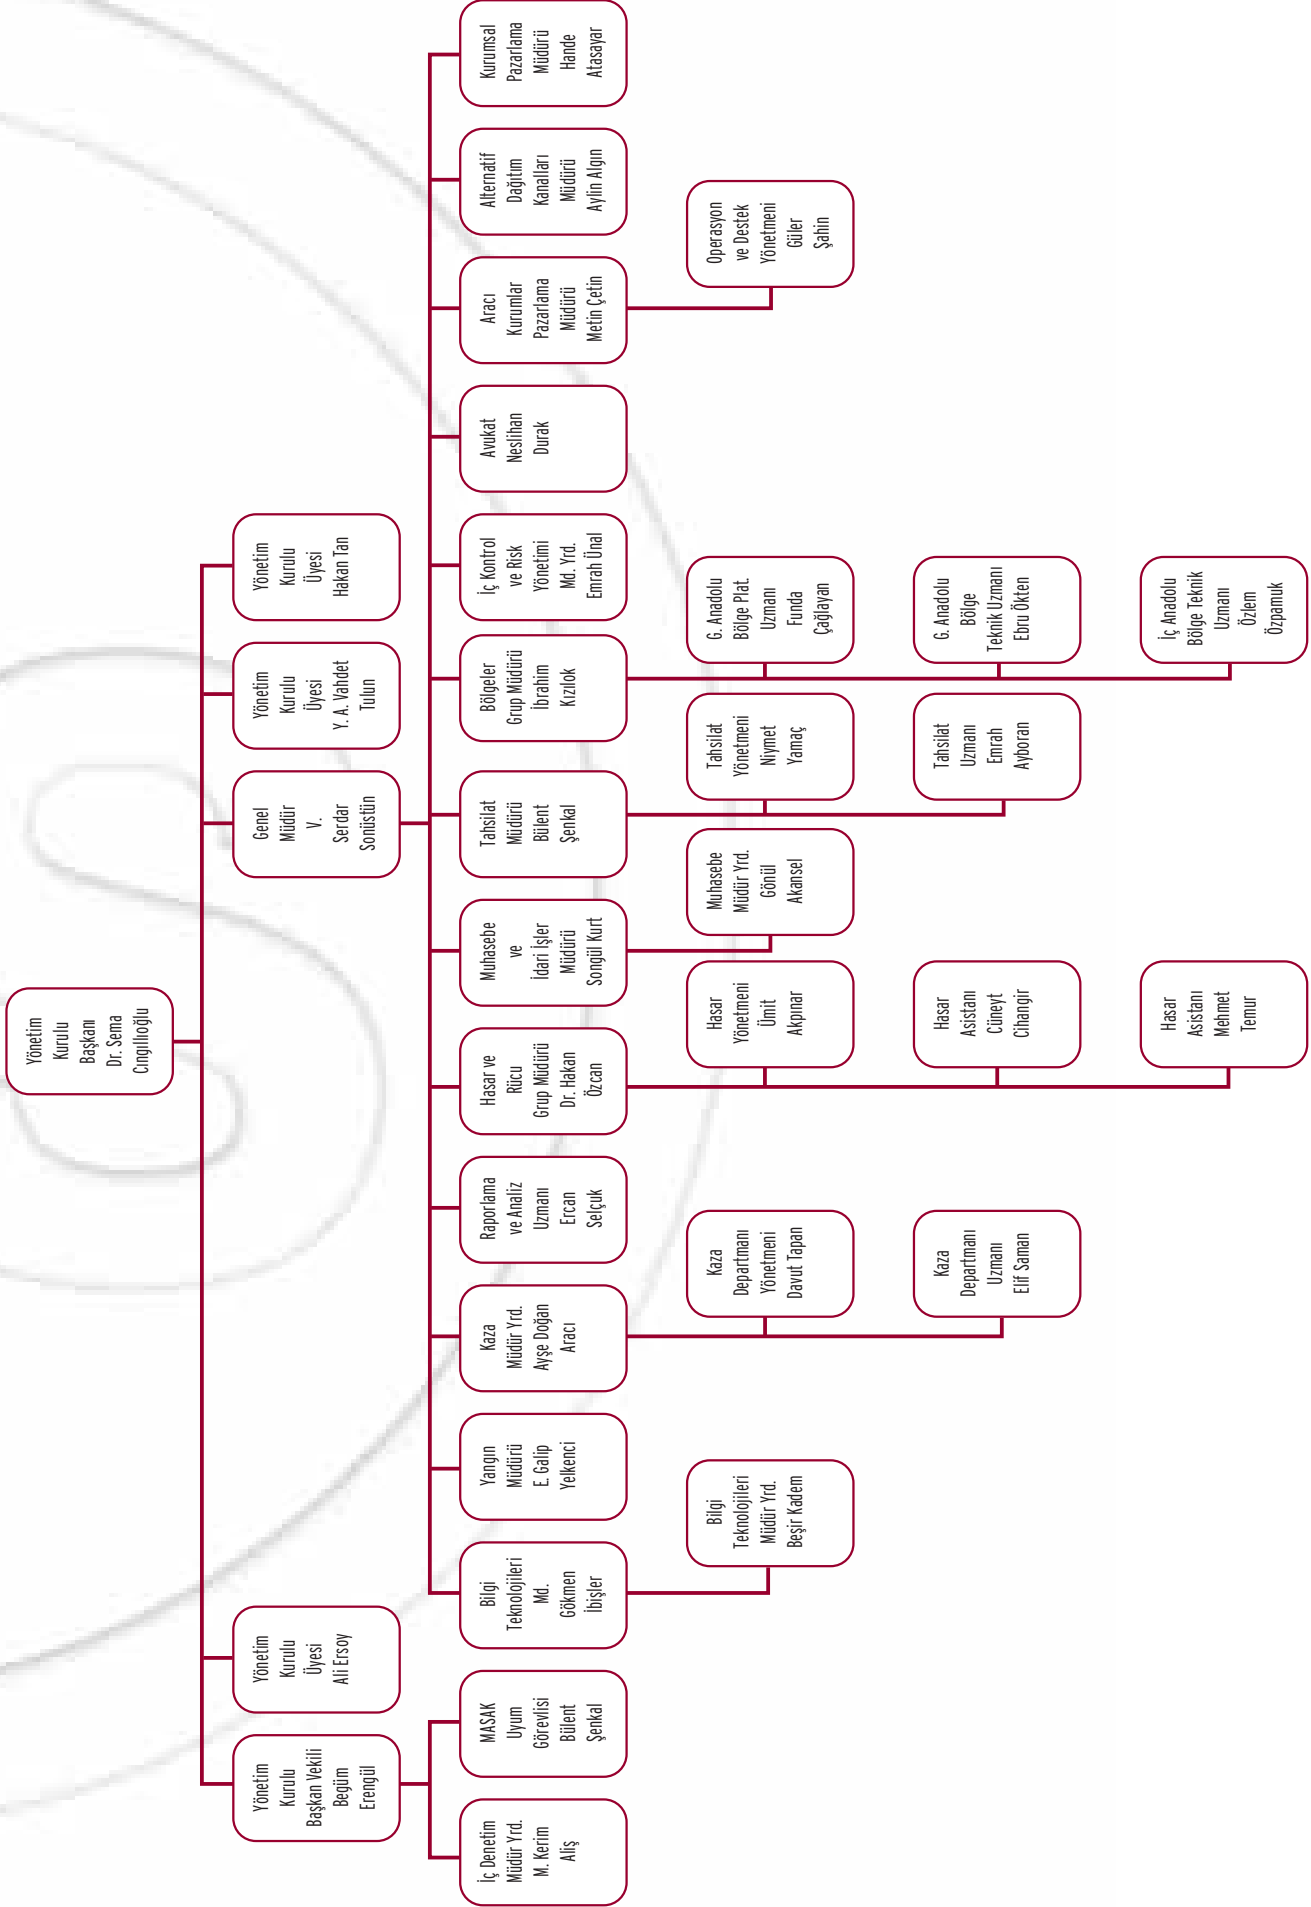 Yönetim
Kurulu
Başkanı
Dr. Sema
Cıngıllıoğlu
Yönetim
Kurulu
Başkan Vekili
Begüm
Erengül
Yönetim
Kurulu
Üyesi
Ali Ersoy
Genel
Müdür
V.
Serdar
Sonüstün
Yönetim
Kurulu
Üyesi
Y. A. Vahdet
Tulun
Yönetim
Kurulu
Üyesi
Hakan Tan
İç Denetim
Müdür Yrd.
M. Kerim
Aliş
MASAK
Uyum
Görevlisi
Bülent
Şenkal
Bilgi
Teknolojileri
Md.
Gökmen
İbişler
Yangın
Müdürü
E. Galip
Yelkenci
Kaza
Müdür Yrd.
Ayşe Doğan
Aracı
Raporlama
ve Analiz
Uzmanı
Ercan
Selçuk
Hasar ve
Rücu
Grup Müdürü
Dr. Hakan
Özcan
Muhasebe
ve
İdari İşler
Müdürü
Songül Kurt
Tahsilat
Müdürü
Bülent
Şenkal
Bölgeler
Grup Müdürü
İbrahim
Kızılok
İç Kontrol
ve Risk
Yönetimi
Md. Yrd.
Emrah Ünal
Avukat
Neslihan
Durak
Aracı
Kurumlar
Pazarlama
Müdürü
Metin Çetin
Alternatif
Dağıtım
Kanalları
Müdürü
Aylin Algın
Kurumsal
Pazarlama
Müdürü
Hande
Atasayar
Bilgi
Teknolojileri
Müdür Yrd.
Beşir Kadem
Kaza
Departmanı
Yönetmeni
Davut Tapan
Hasar
Yönetmeni
Ümit
Akpınar
Muhasebe
Müdür Yrd.
Gönül
Akansel
Tahsilat
Yönetmeni
Niymet
Yamaç
G. Anadolu
Bölge Plat.
Uzmanı
Funda
Çağlayan
Operasyon
ve Destek
Yönetmeni
Güler
Şahin
Kaza
Departmanı
Uzmanı
Elif Saman
Hasar
Asistanı
Cüneyt
Cihangir
Tahsilat
Uzmanı
Emrah
Ayboran
G. Anadolu
Bölge
Teknik Uzmanı
Ebru Ökten
Hasar
Asistanı
Mehmet
Temur
İç Anadolu
Bölge Teknik
Uzmanı
Özlem
Özpamuk